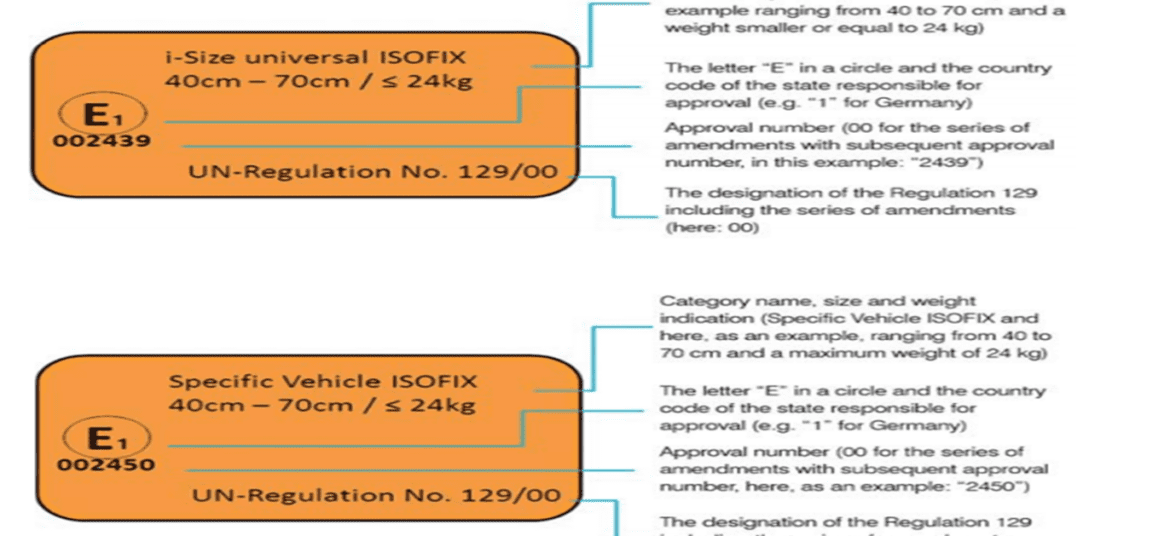 example ranging from 40 to 70 cm and a
weight smaller or equal to 24 kg)
i-Size universal ISOFIX
40cm – 70cm / ≤ 24kg
E1
002439
UN-Regulation No. 129/00
The letter "E" in a circle and the country
code of the state responsible for
approval (e.g. "1" for Germany)
Approval number (00 for the series of
amendments with subsequent approval
number, in this example: "2439")
The designation of the Regulation 129
including the series of amendments
(here: 00)
Category name, size and weight
indication (Specific Vehicle ISOFIX and
here, as an example, ranging from 40 to
70 cm and a maximum weight of 24 kg)
Specific Vehicle ISOFIX
40cm – 70cm / ≤ 24kg
E1
002450
UN-Regulation No. 129/00
The letter "E" in a circle and the country
code of the state responsible for
approval (e.g. "1" for Germany)
Approval number (00 for the series of
amendments with subsequent approval
number, here, as an example: "2450")
The designation of the Regulation 129